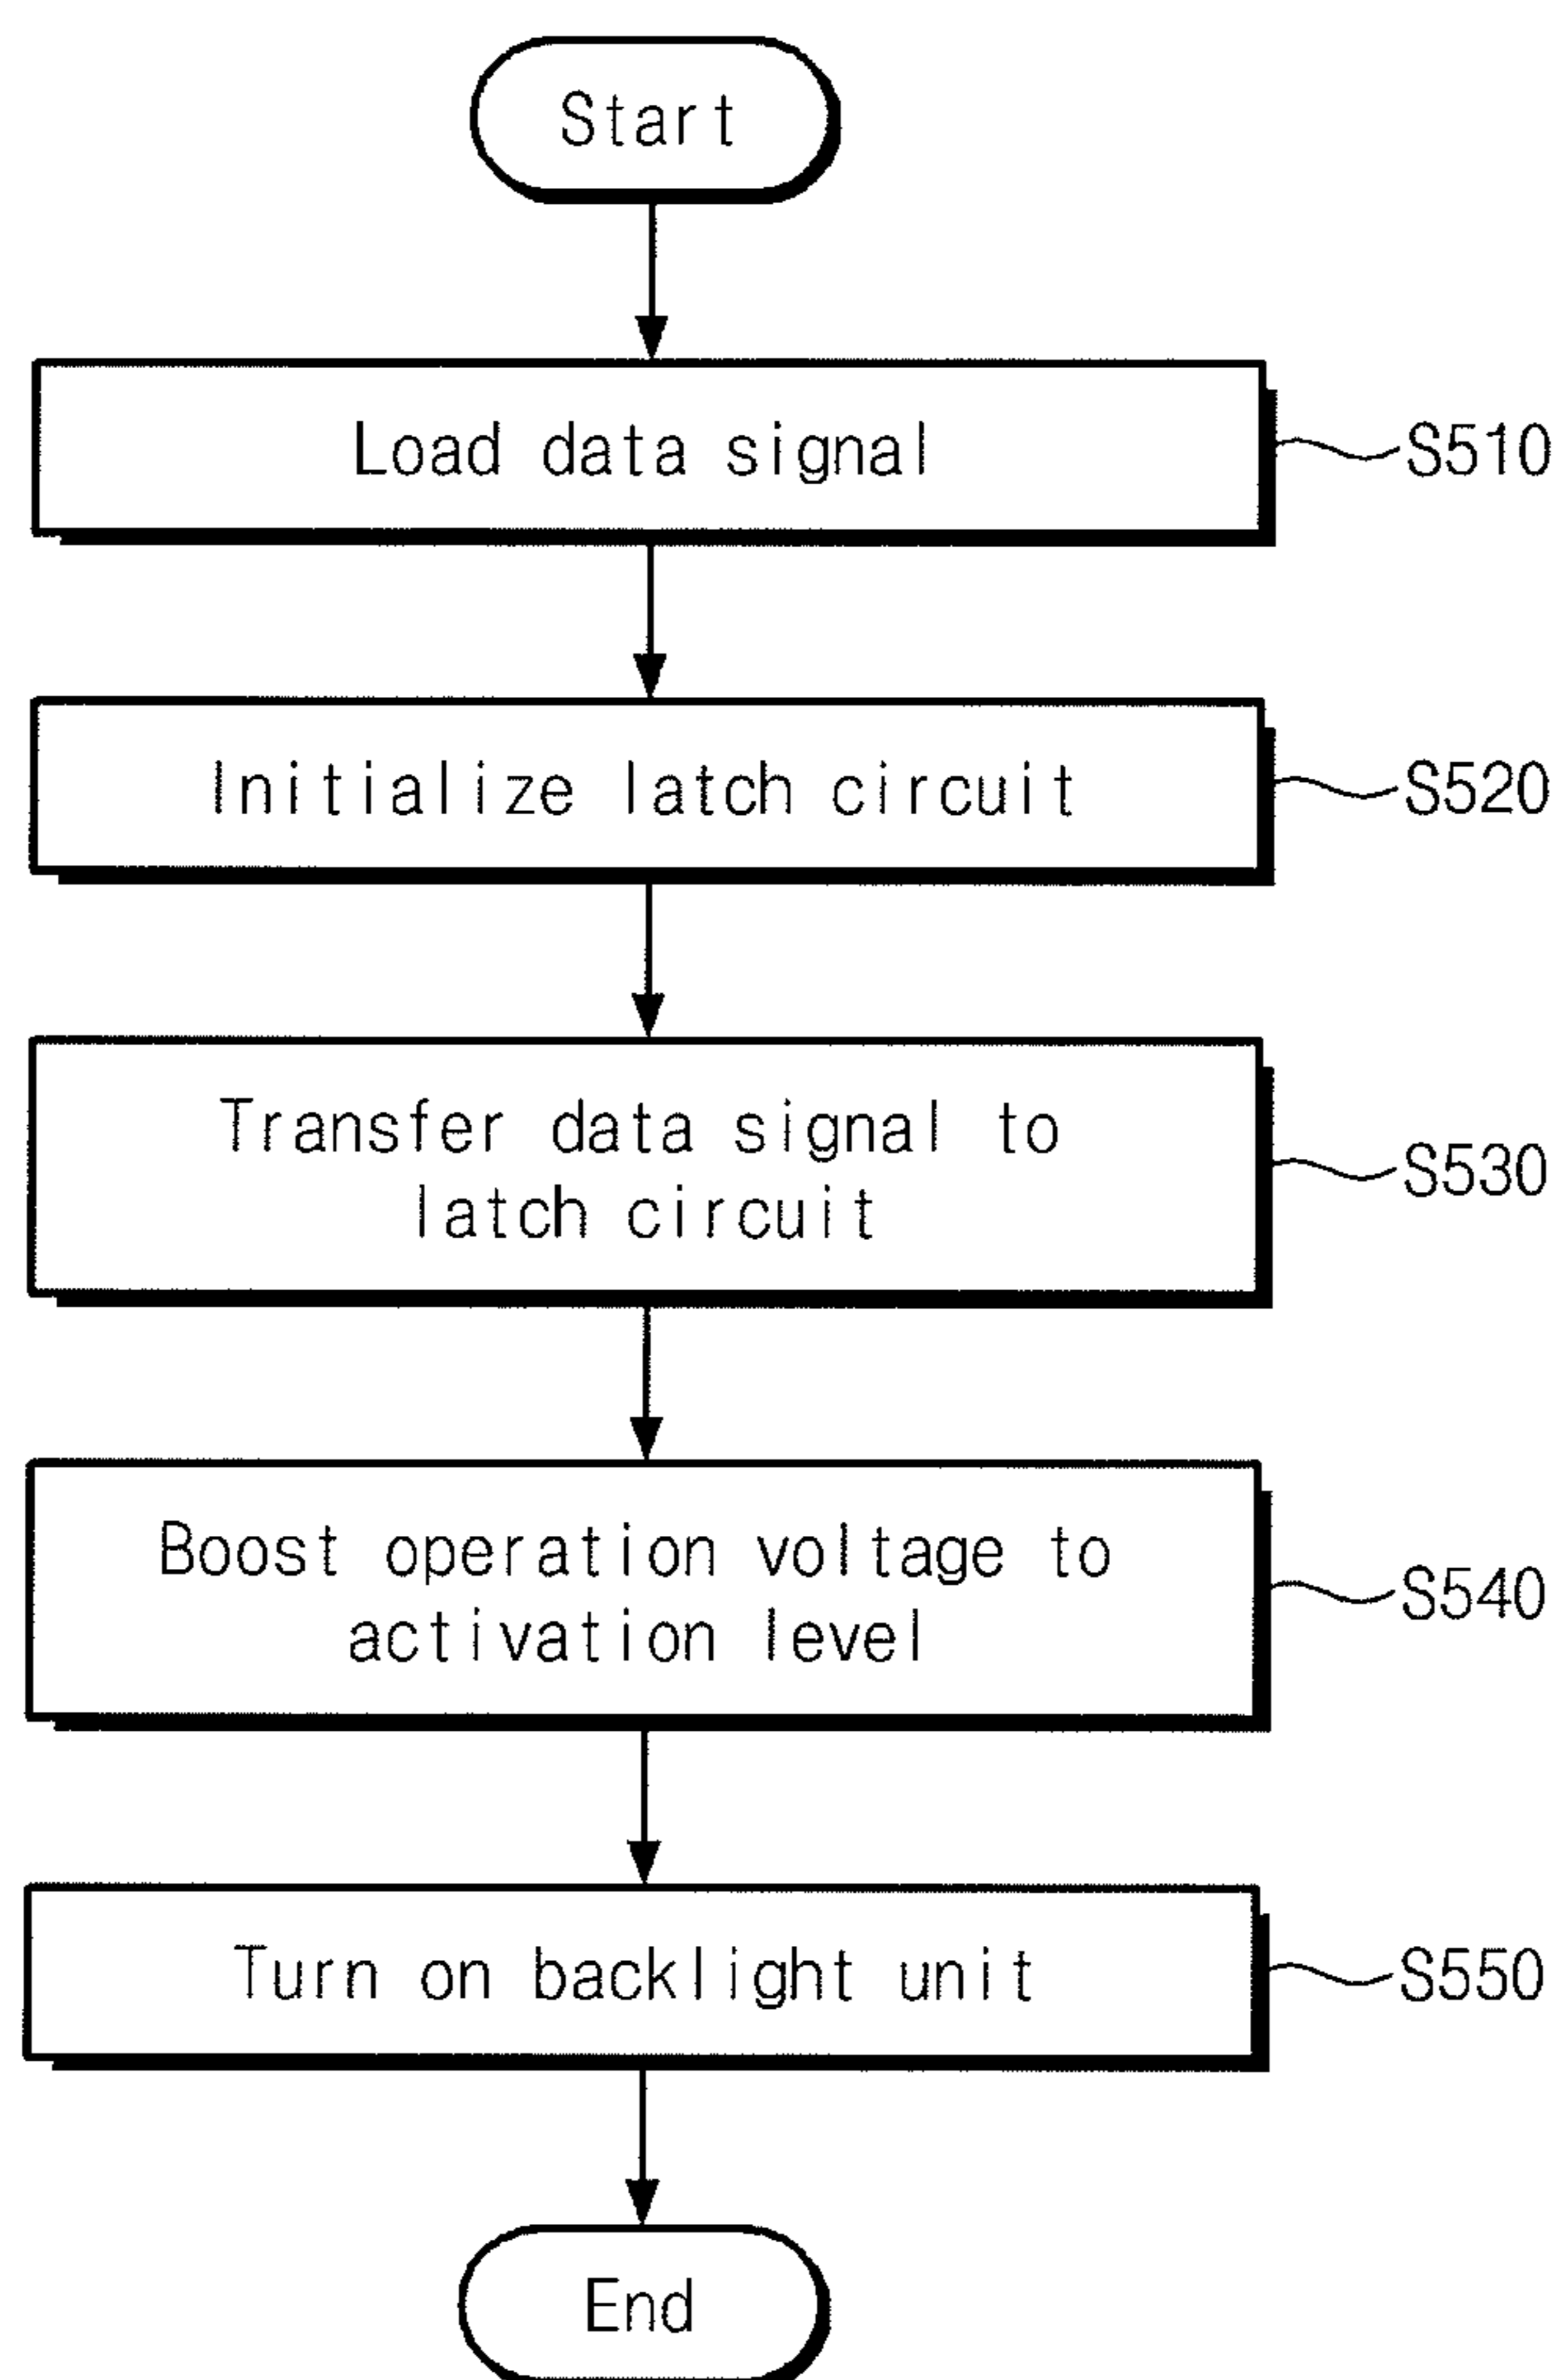 Start
Load data signal
S510
Initialize latch circuit
S520
Transfer data signal to
latch circuit
S530
Boost operation voltage to
activation level
S540
Turn on backlight unit
S550
End